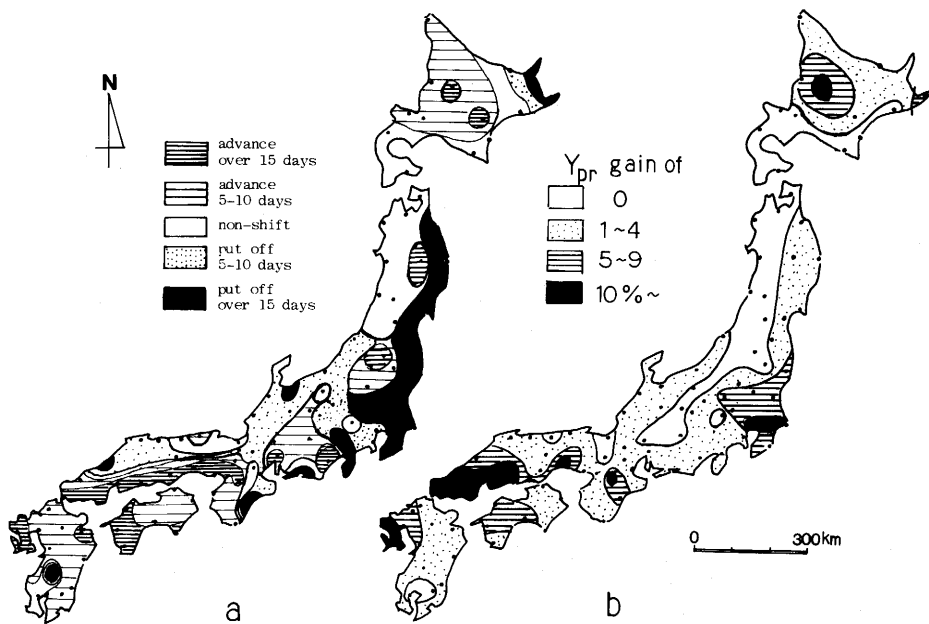 N
advance
over 15 days
advance
5-10 days
non-shift
put off
5-10 days
put off
over 15 days
Ypr gain of
0
1~4
5~9
10%~
0 300km
a
b